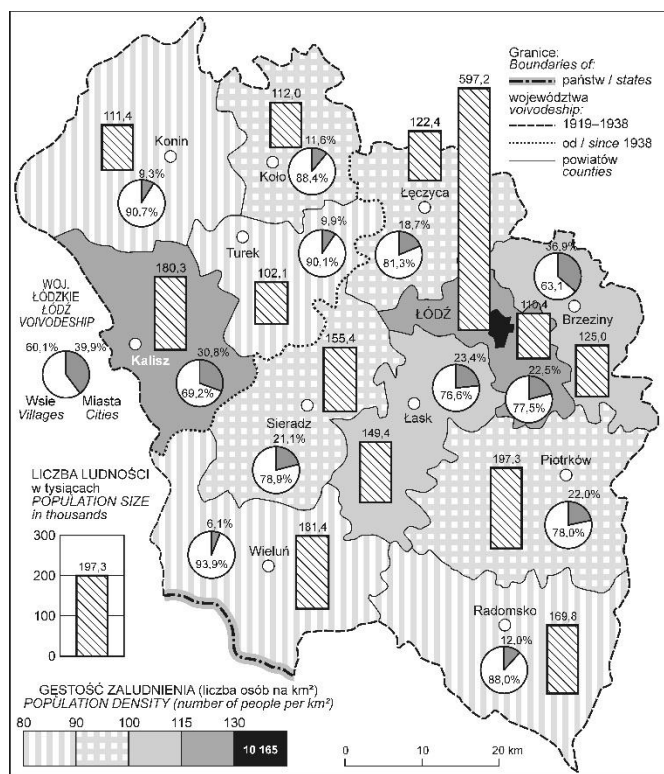 Granice:
Boundaries of:
państw / states
województwa
voivodeship:
1919–1938
od / since 1938
powiatów
counties
597,2
112,0
111,4
122,4
Konin
11,6%
Koło
88,4%
Łęczyca
9,3%
90,7%
9,9%
18,7%
Turek
90,1%
81,3%
36,9%
63,1
WOJ.
ŁÓDZKIE
ŁÓDŹ
VOIVODESHIP
180,3
102,1
ŁÓDŹ
110,4
Brzeziny
Kalisz
155,4
125,0
60,1%
39,9%
30,8%
23,4%
22,5%
Wsie
Villages
Miasta
Cities
69,2%
76,6%
77,5%
Sieradz
Łask
21,1%
149,4
78,9%
197,3
Piotrków
LICZBA LUDNOŚCI
w tysiącach
POPULATION SIZE
in thousands
22,0%
78,0%
6,1%
181,4
93,9%
Wieluń
300
200
100
0
197,3
Radomsko
169,8
12,0%
88,0%
GĘSTOŚĆ ZALUDNIENIA (liczba osób na km²)
POPULATION DENSITY (number of people per km²)
80 90 100 115 130
10 165
0 20 km